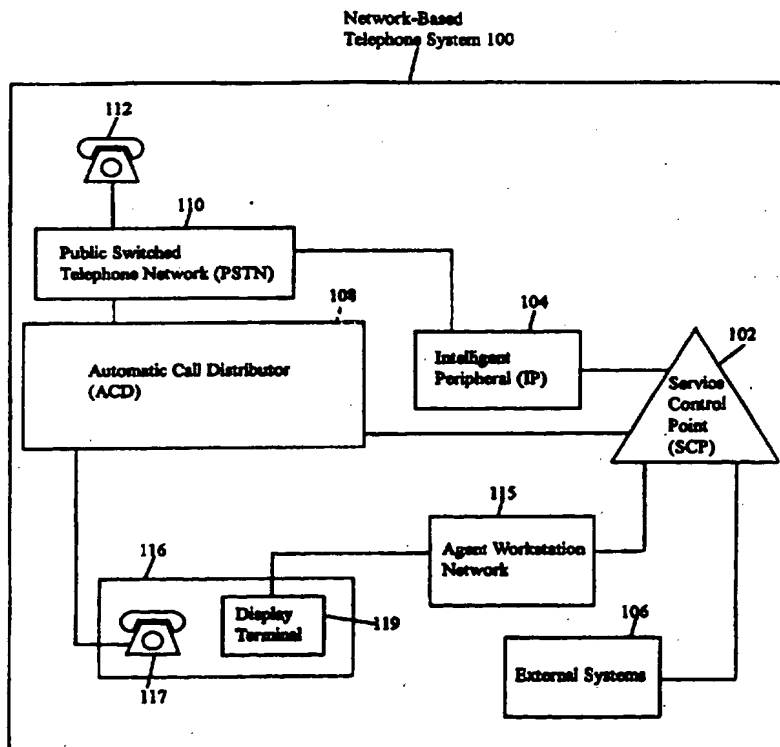 Network-Based
Telephone System 100
112
110
Public Switched
Telephone Network (PSTN)
108
Automatic Call Distributor
(ACD)
104
Intelligent
Peripheral (IP)
102
Service
Control
Point
(SCP)
115
Agent Workstation
Network
116
Display
Terminal
119
117
106
External Systems